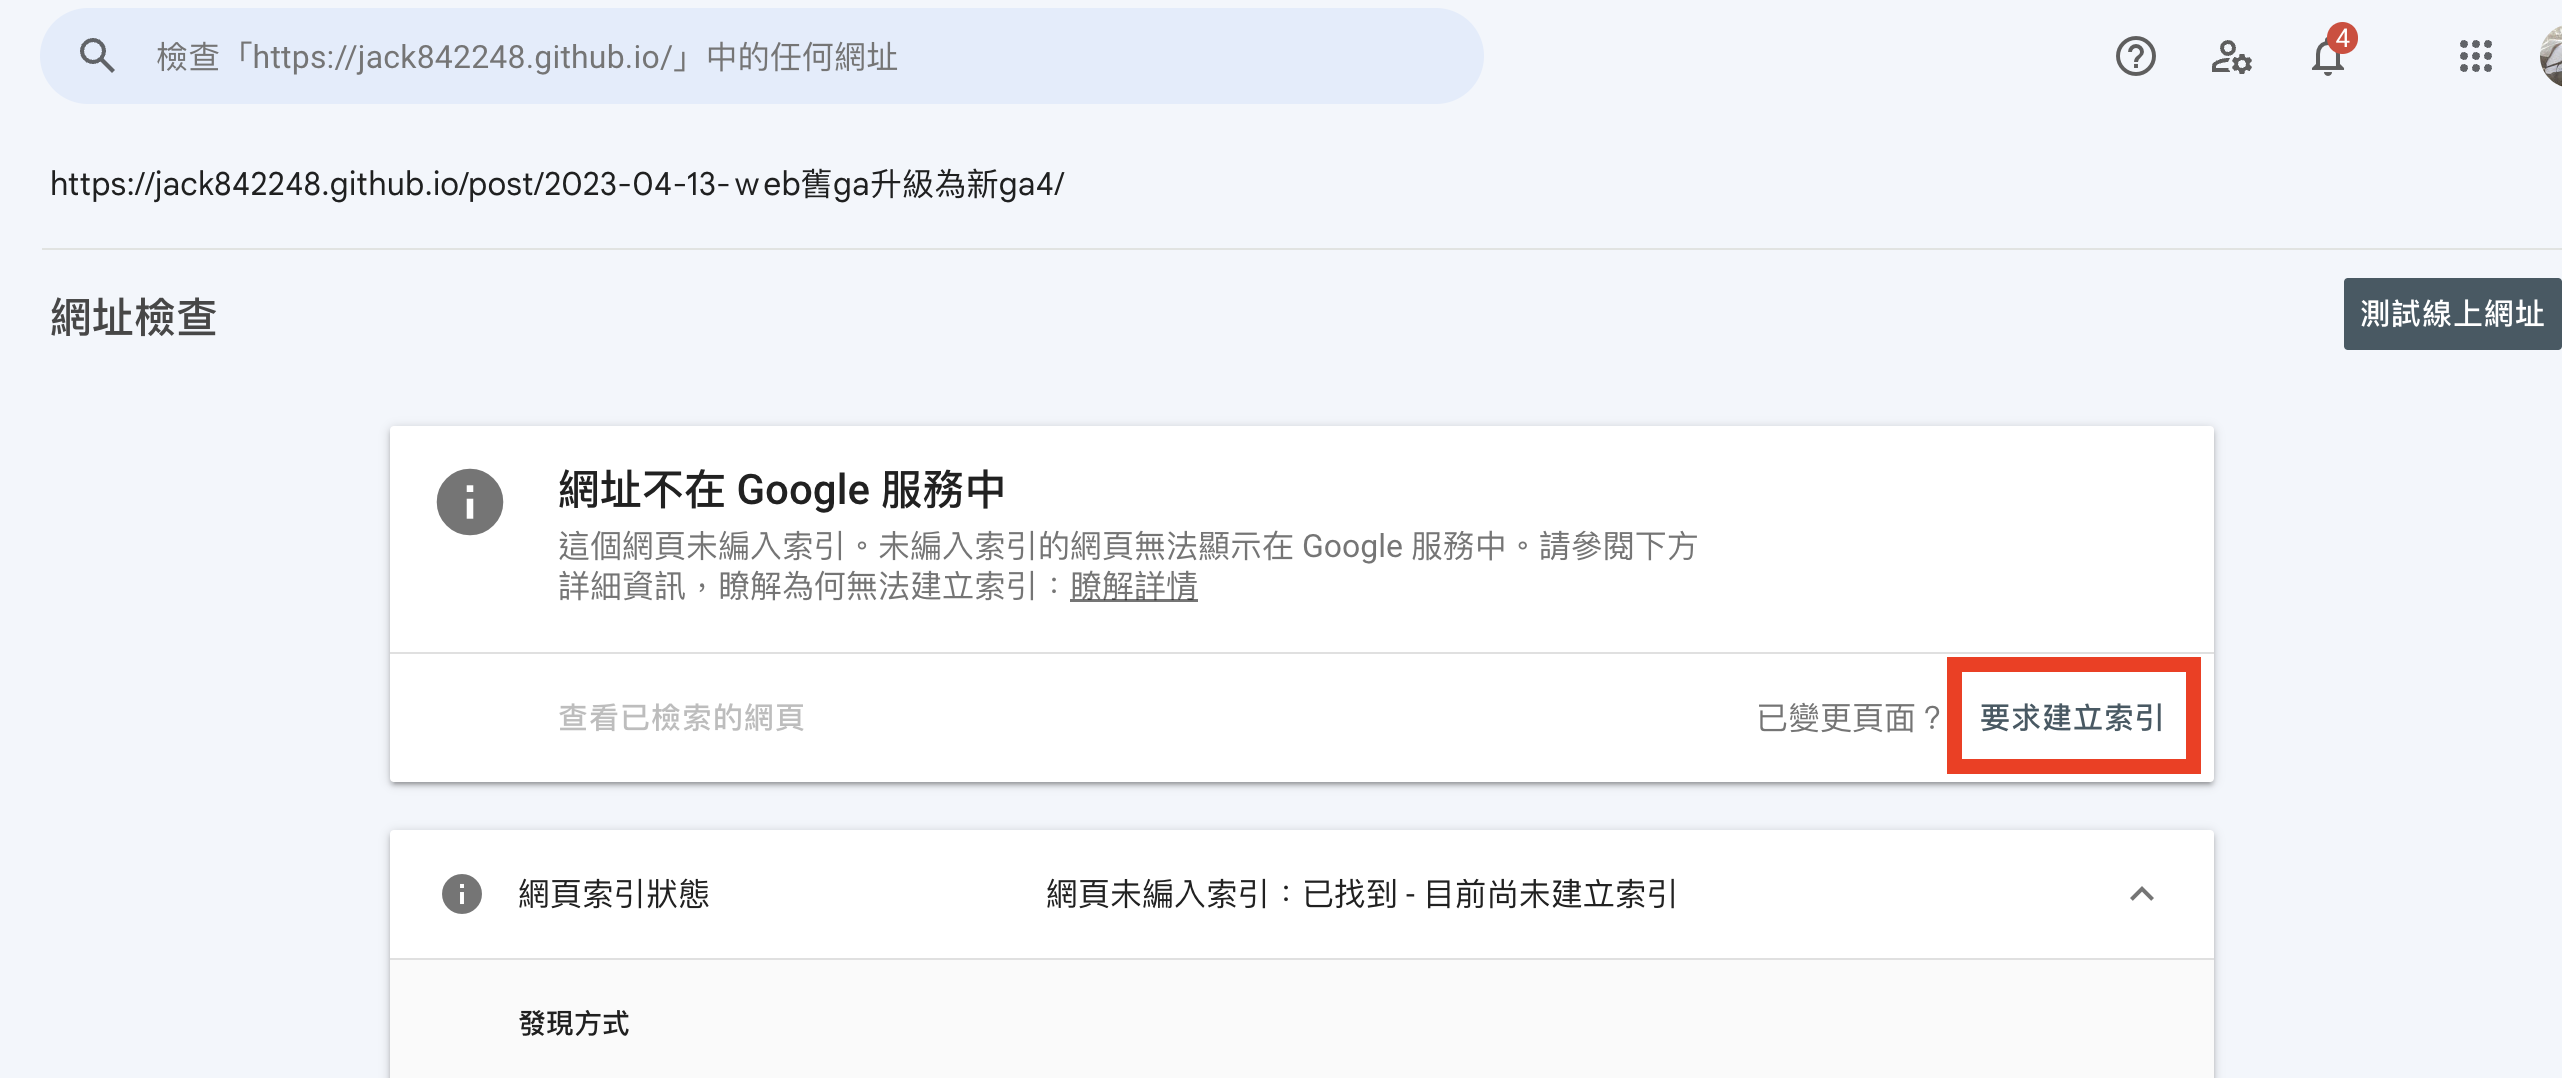 檢查「https://jack842248.github.io/」中的任何網址
4
https://jack842248.github.io/post/2023-04-13-ｗeb舊ga升級為新ga4/
網址檢查
測試線上網址
網址不在 Google 服務中
這個網頁未編入索引。未編入索引的網頁無法顯示在 Google 服務中。請參閱下方
詳細資訊，瞭解為何無法建立索引：瞭解詳情
查看已檢索的網頁
已變更頁面？
要求建立索引
網頁索引狀態
網頁未編入索引：已找到 - 目前尚未建立索引
發現方式